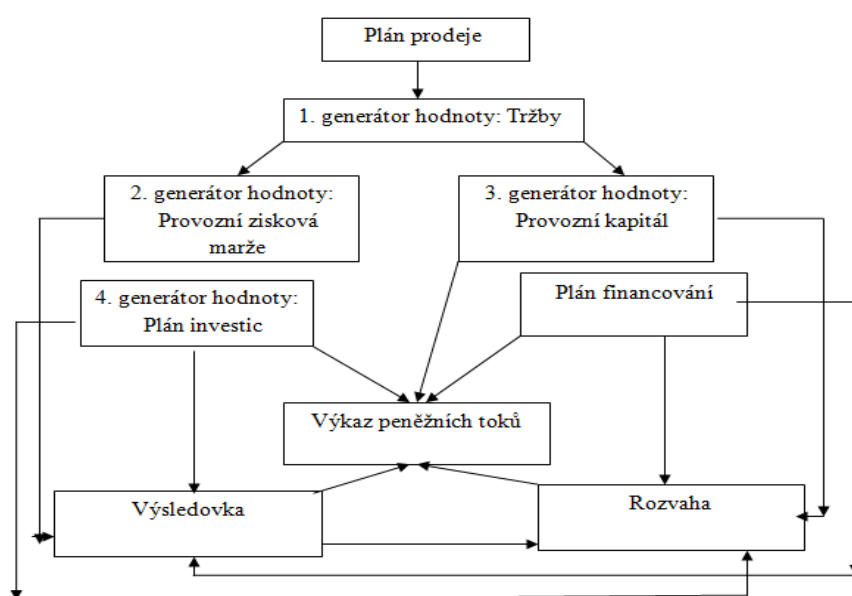 Plán prodeje
1. generátor hodnoty: Tržby
2. generátor hodnoty:
Provozní zisková
marže
3. generátor hodnoty:
Provozní kapitál
4. generátor hodnoty:
Plán investic
Plán financování
Výkaz peněžních toků
Výsledovka
Rozvaha